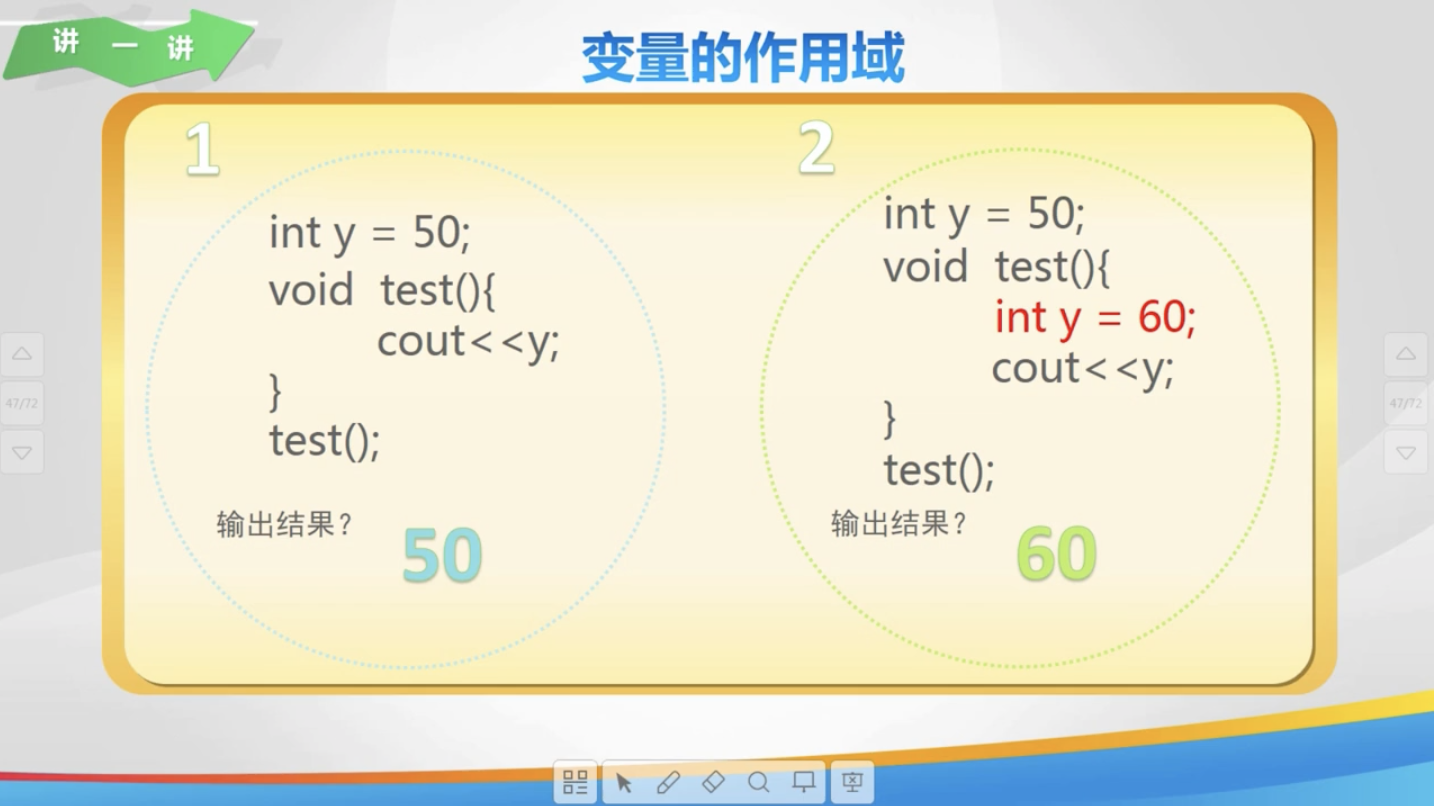 讲一讲
变量的作用域
1
int y = 50;
void test(){
cout<<y;
}
test();
输出结果？
50
2
int y = 50;
void test(){
int y = 60;
cout<<y;
}
test();
输出结果？
60
47/72
47/72